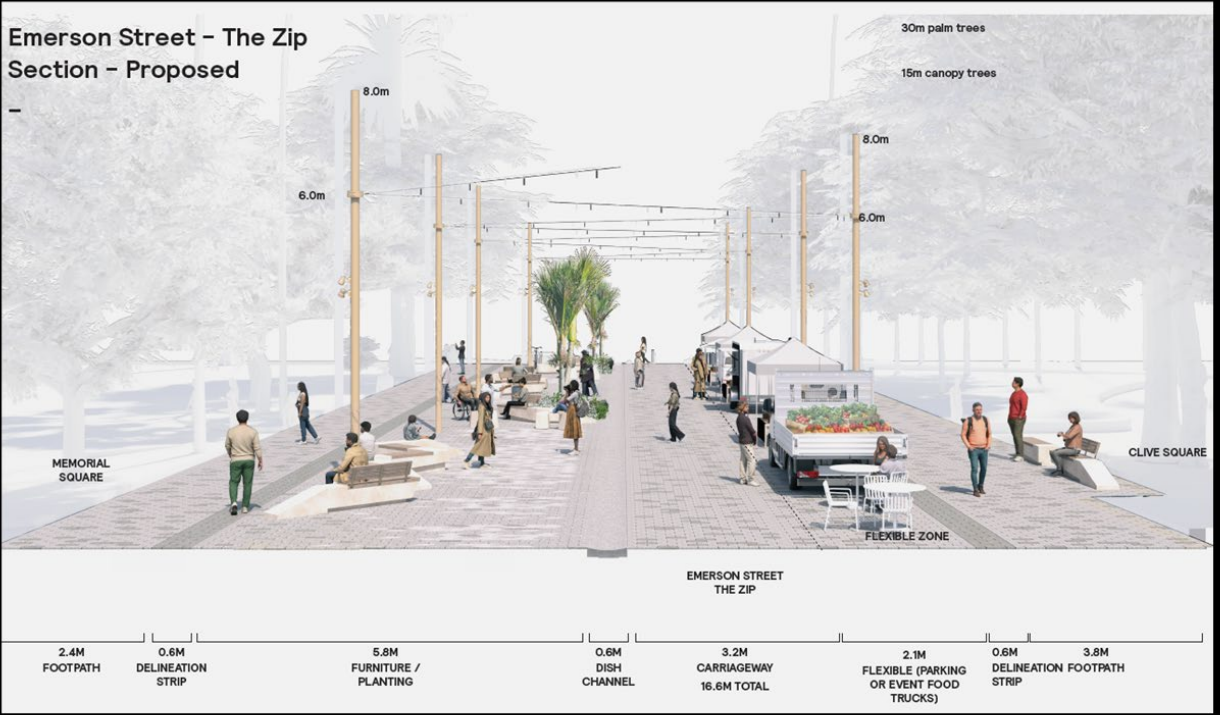 Emerson Street – The Zip
Section – Proposed
–
30m palm trees
15m canopy trees
8.0m
8.0m
6.0m
6.0m
MEMORIAL
SQUARE
CLIVE SQUARE
FLEXIBLE ZONE
EMERSON STREET
THE ZIP
2.4M
FOOTPATH
0.6M
DELINEATION
STRIP
5.8M
FURNITURE /
PLANTING
0.6M
DISH
CHANNEL
3.2M
CARRIAGEWAY
16.6M TOTAL
2.1M
FLEXIBLE (PARKING
OR EVENT FOOD
TRUCKS)
0.6M
DELINEATION
STRIP
3.8M
FOOTPATH